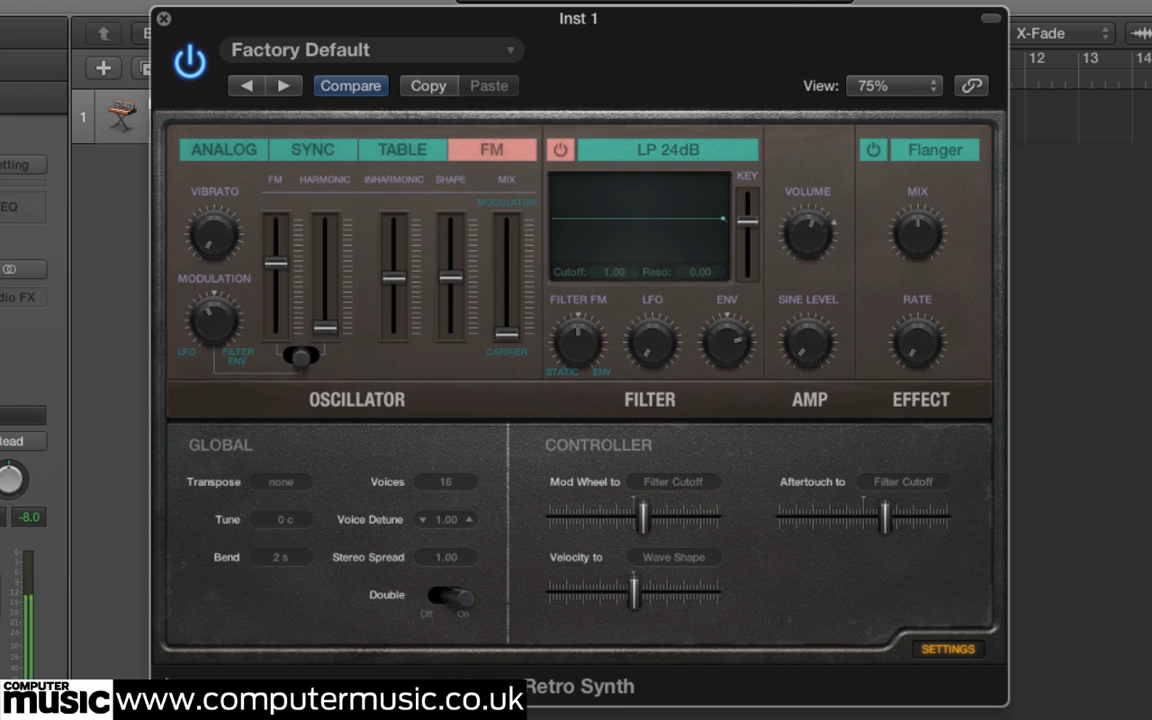 Inst 1
Factory Default
X-Fade
Compare
Copy
Paste
View:
75%
12
13
14
1
ANALOG
SYNC
TABLE
FM
LP 24dB
Flanger
FM
HARMONIC
INHARMONIC
SHAPE
MIX
KEY
VIBRATO
VOLUME
MIX
MODULATOR
EQ
MODULATION
Cutoff:
1.00
Reso:
0.00
FILTER FM
LFO
ENV
SINE LEVEL
RATE
LFO
FILTER
ENV
CARRIER
STATIC
ENV
OSCILLATOR
FILTER
AMP
EFFECT
GLOBAL
CONTROLLER
Transpose
none
Voices
16
Mod Wheel to
Filter Cutoff
Aftertouch to
Filter Cutoff
-8.0
Tune
0 c
Voice Detune
1.00
Bend
2 s
Stereo Spread
1.00
Velocity to
Wave Shape
Double
Off
On
SETTINGS
Retro Synth
COMPUTER
music
www.computermusic.co.uk